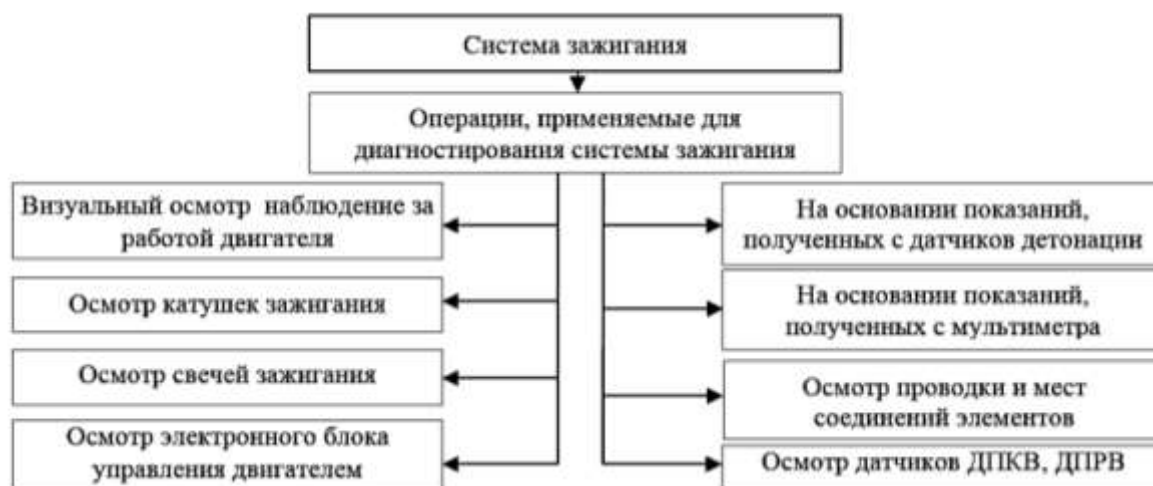 Система зажигания
Операции, применяемые для
диагностирования системы зажигания
Визуальный осмотр наблюдение за
работой двигателя
Осмотр катушек зажигания
Осмотр свечей зажигания
Осмотр электронного блока
управления двигателем
На основании показаний,
полученных с датчиков детонации
На основании показаний,
полученных с мультиметра
Осмотр проводки и мест
соединений элементов
Осмотр датчиков ДПКВ, ДПРВ